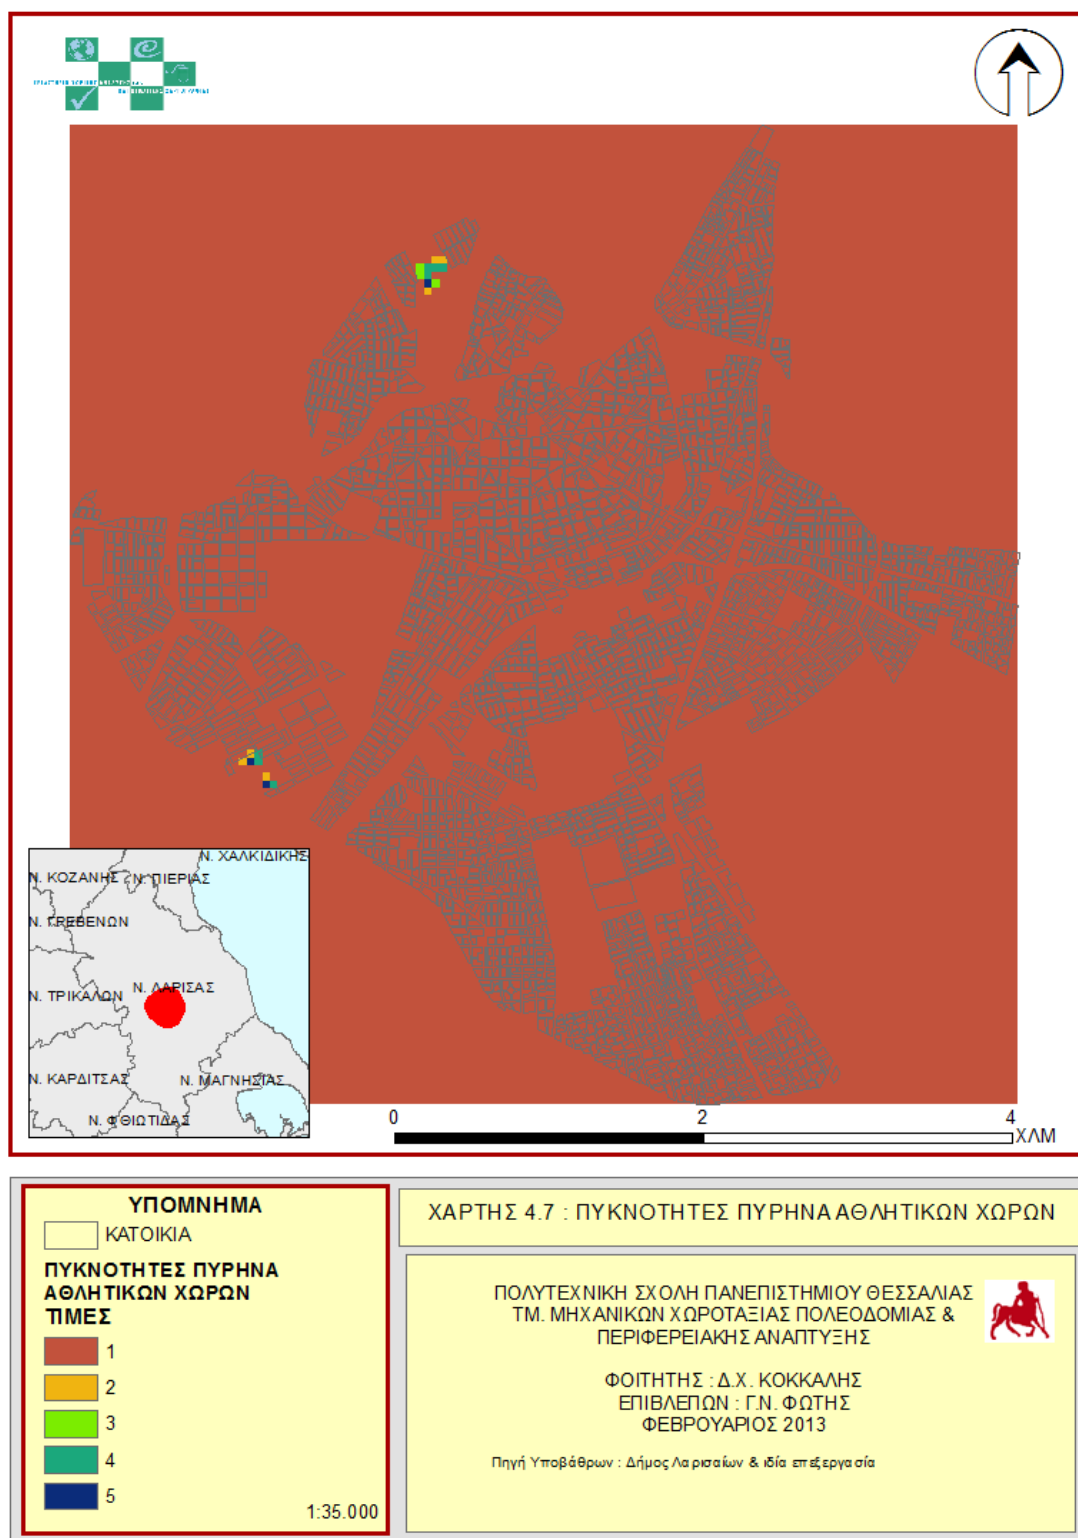 Ν. ΧΑΛΚΙΔΙΚΗΣ
Ν. ΚΟΖΑΝΗΣ
Ν. ΠΙΕΡΙΑΣ
Ν. ΓΡΕΒΕΝΩΝ
Ν. ΛΑΡΙΣΑΣ
Ν. ΤΡΙΚΑΛΩΝ
Ν. ΚΑΡΔΙΤΣΑΣ
Ν. ΜΑΓΝΗΣΙΑΣ
Ν. ΦΘΙΩΤΙΔΑΣ
0 2 4
ΧΛΜ
ΥΠΟΜΝΗΜΑ
ΚΑΤΟΙΚΙΑ
ΠΥΚΝΟΤΗΤΕΣ ΠΥΡΗΝΑ
ΑΘΛΗΤΙΚΩΝ ΧΩΡΩΝ
ΤΙΜΕΣ
1
2
3
4
5
1:35.000
ΧΑΡΤΗΣ 4.7 : ΠΥΚΝΟΤΗΤΕΣ ΠΥΡΗΝΑ ΑΘΛΗΤΙΚΩΝ ΧΩΡΩΝ
ΠΟΛΥΤΕΧΝΙΚΗ ΣΧΟΛΗ ΠΑΝΕΠΙΣΤΗΜΙΟΥ ΘΕΣΣΑΛΙΑΣ
ΤΜ. ΜΗΧΑΝΙΚΩΝ ΧΩΡΟΤΑΞΙΑΣ ΠΟΛΕΟΔΟΜΙΑΣ &
ΠΕΡΙΦΕΡΕΙΑΚΗΣ ΑΝΑΠΤΥΞΗΣ
ΦΟΙΤΗΤΗΣ : Δ.Χ. ΚΟΚΚΑΛΗΣ
ΕΠΙΒΛΕΠΩΝ : Γ.Ν. ΦΩΤΗΣ
ΦΕΒΡΟΥΑΡΙΟΣ 2013
Πηγή Υποβάθρων : Δήμος Λαρισαίων & ιδία επεξεργασία